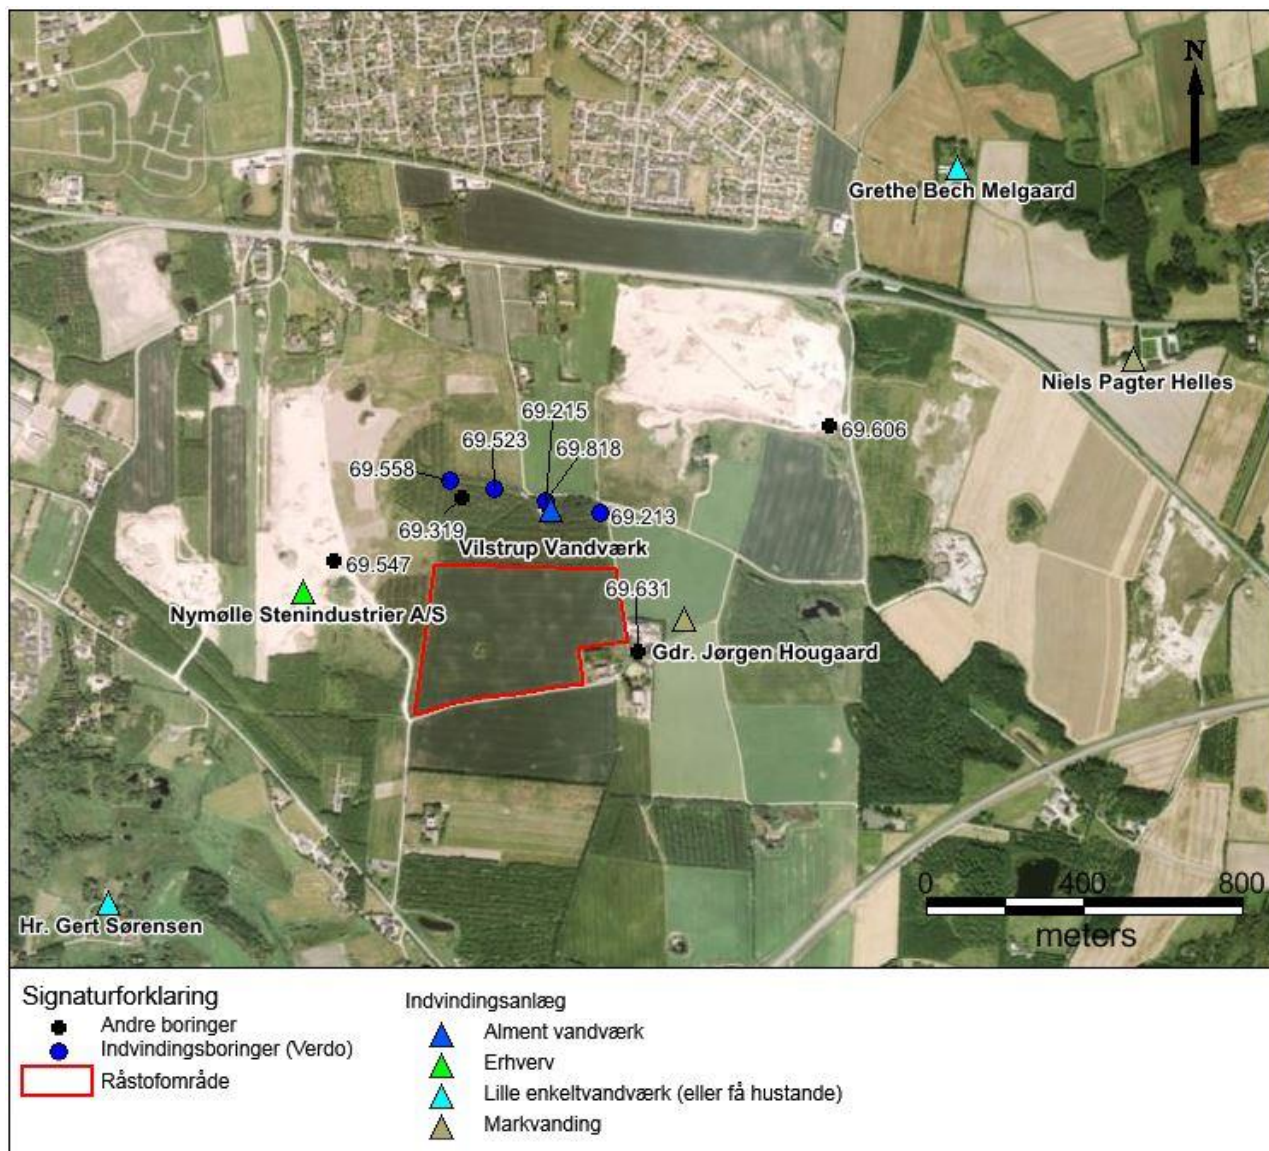 N
Grethe Bech Melgaard
Niels Pagter Helles
69.215
69.606
69.523
69.818
69.558
69.319
69.213
Vilstrup Vandværk
69.547
69.631
Nymølle Stenindustrier A/S
Gdr. Jørgen Hougaard
0 400 800
Hr. Gert Sørensen
meters
Signaturforklaring
Andre boringer
Indvindingsboringer (Verdo)
Råstofområde
Indvindingsanlæg
Alment vandværk
Erhverv
Lille enkeltvandværk (eller få hustande)
Markvanding